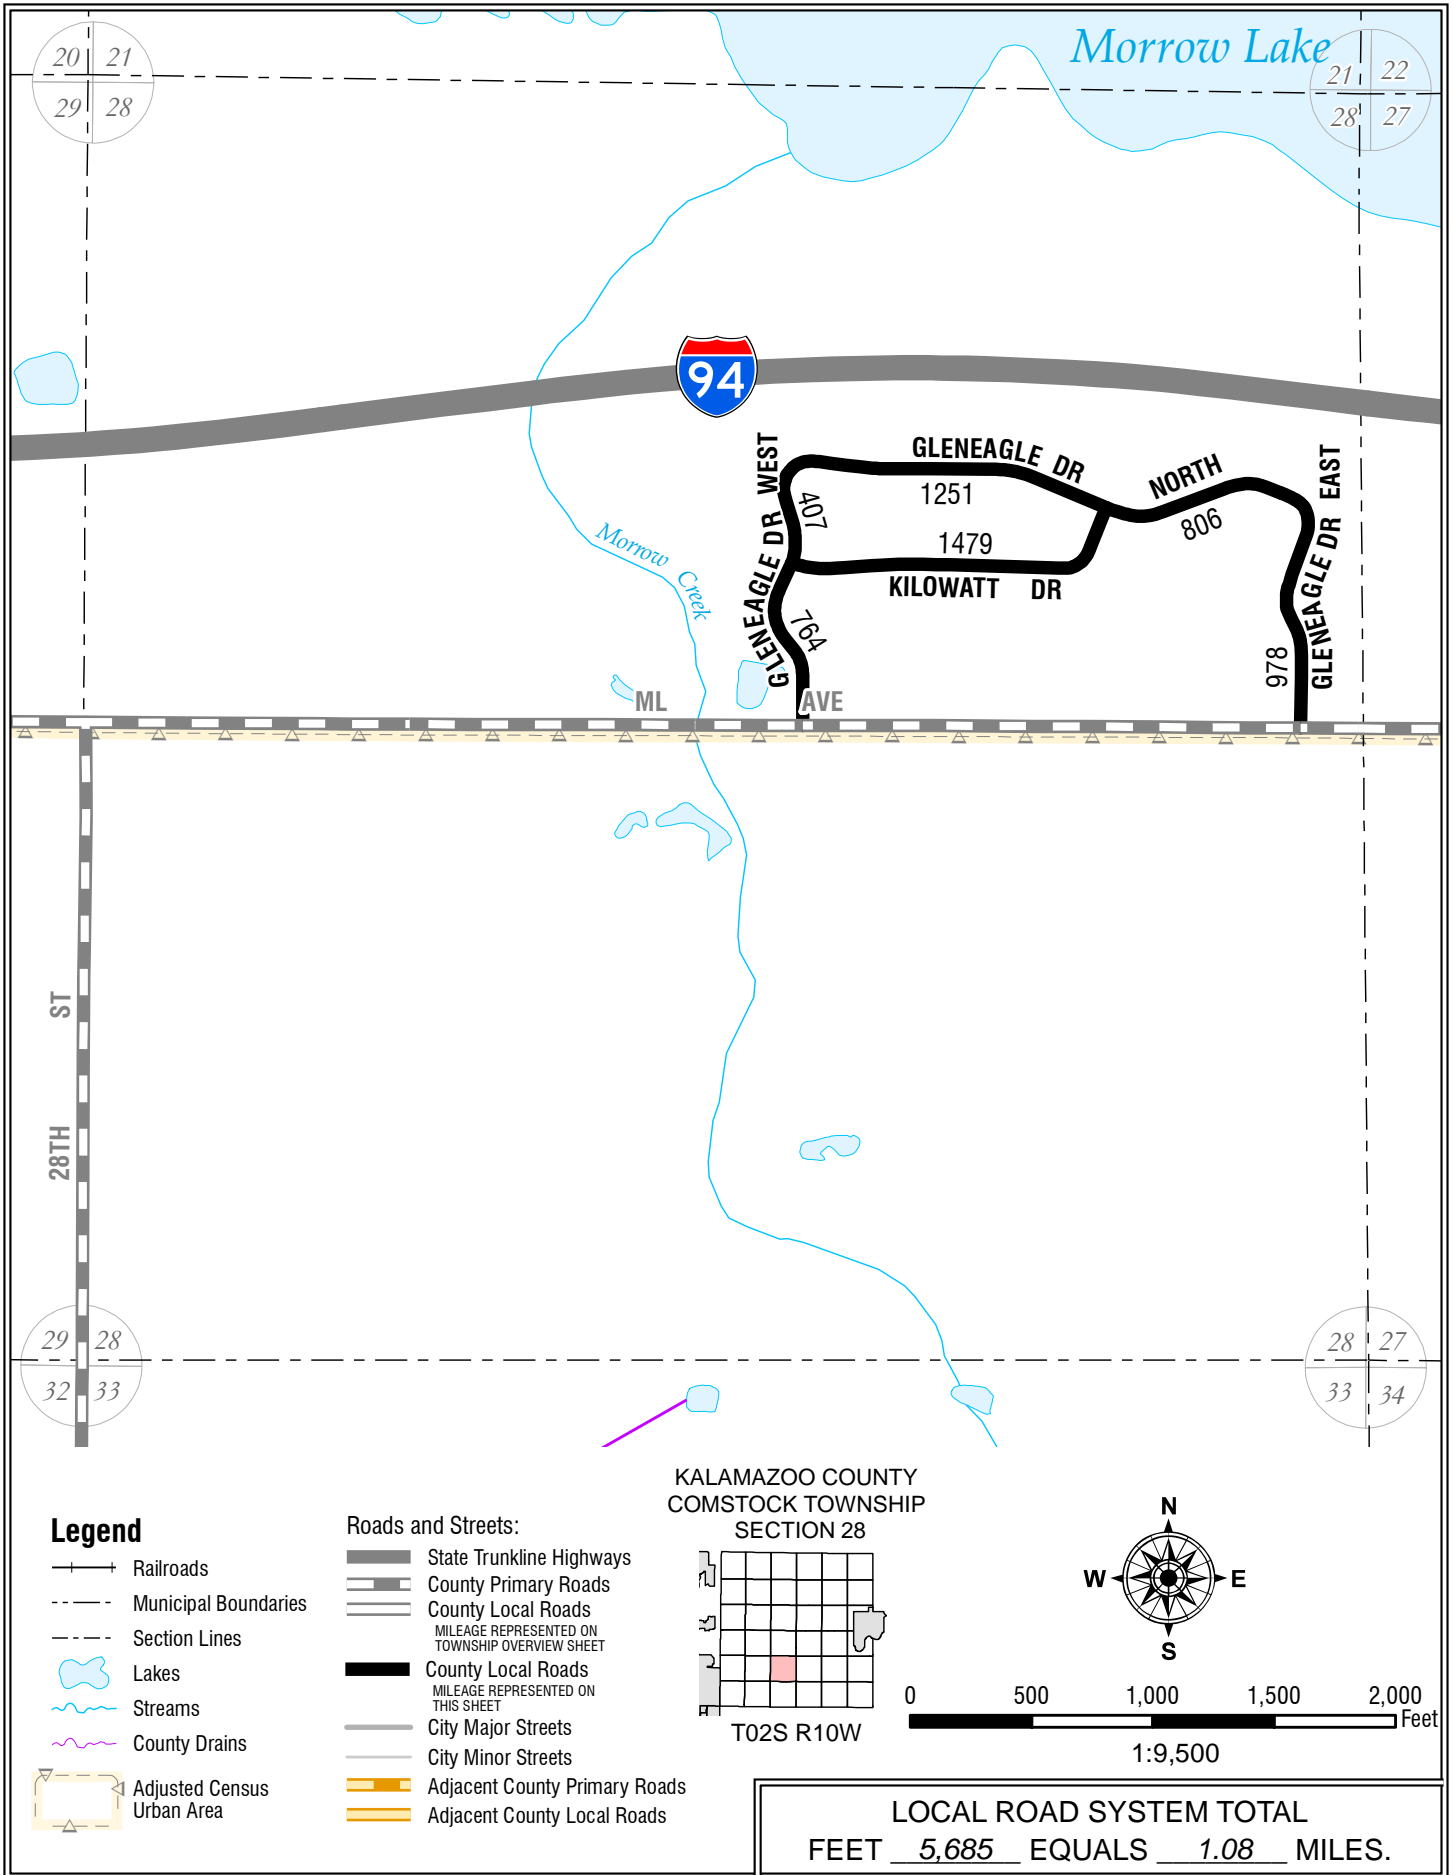 Morrow Lake
20 21
29 28
21 22
28 27
94
GLENEAGLE DR WEST
GLENEAGLE DR NORTH
GLENEAGLE DR EAST
407
1251
806
1479
KILOWATT DR
764
978
Morrow Creek
ML AVE
28TH ST
29 28
32 33
28 27
33 34
KALAMAZOO COUNTY
COMSTOCK TOWNSHIP
SECTION 28
T02S R10W
Legend
Railroads
Municipal Boundaries
Section Lines
Lakes
Streams
County Drains
Adjusted Census
Urban Area
Roads and Streets:
State Trunkline Highways
County Primary Roads
County Local Roads
MILEAGE REPRESENTED ON
TOWNSHIP OVERVIEW SHEET
County Local Roads
MILEAGE REPRESENTED ON
THIS SHEET
City Major Streets
City Minor Streets
Adjacent County Primary Roads
Adjacent County Local Roads
N
W E
S
0 500 1,000 1,500 2,000
Feet
1:9,500
LOCAL ROAD SYSTEM TOTAL
FEET 5,685 EQUALS 1.08 MILES.